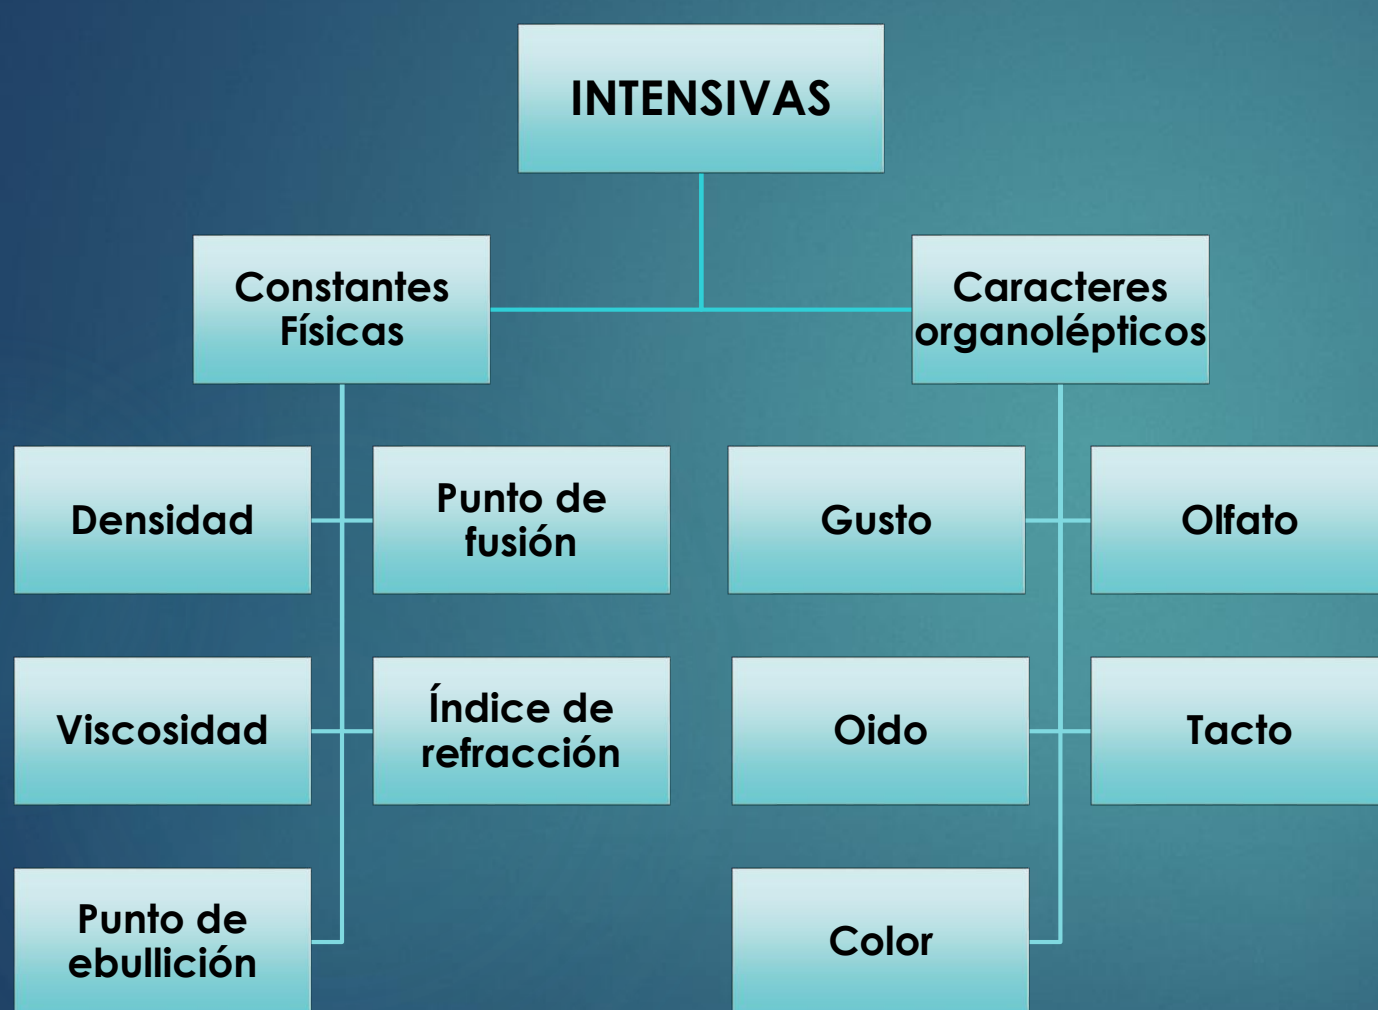 INTENSIVAS
Constantes
Físicas
Caracteres
organolépticos
Densidad
Punto de
fusión
Gusto
Olfato
Viscosidad
Índice de
refracción
Oido
Tacto
Punto de
ebullición
Color